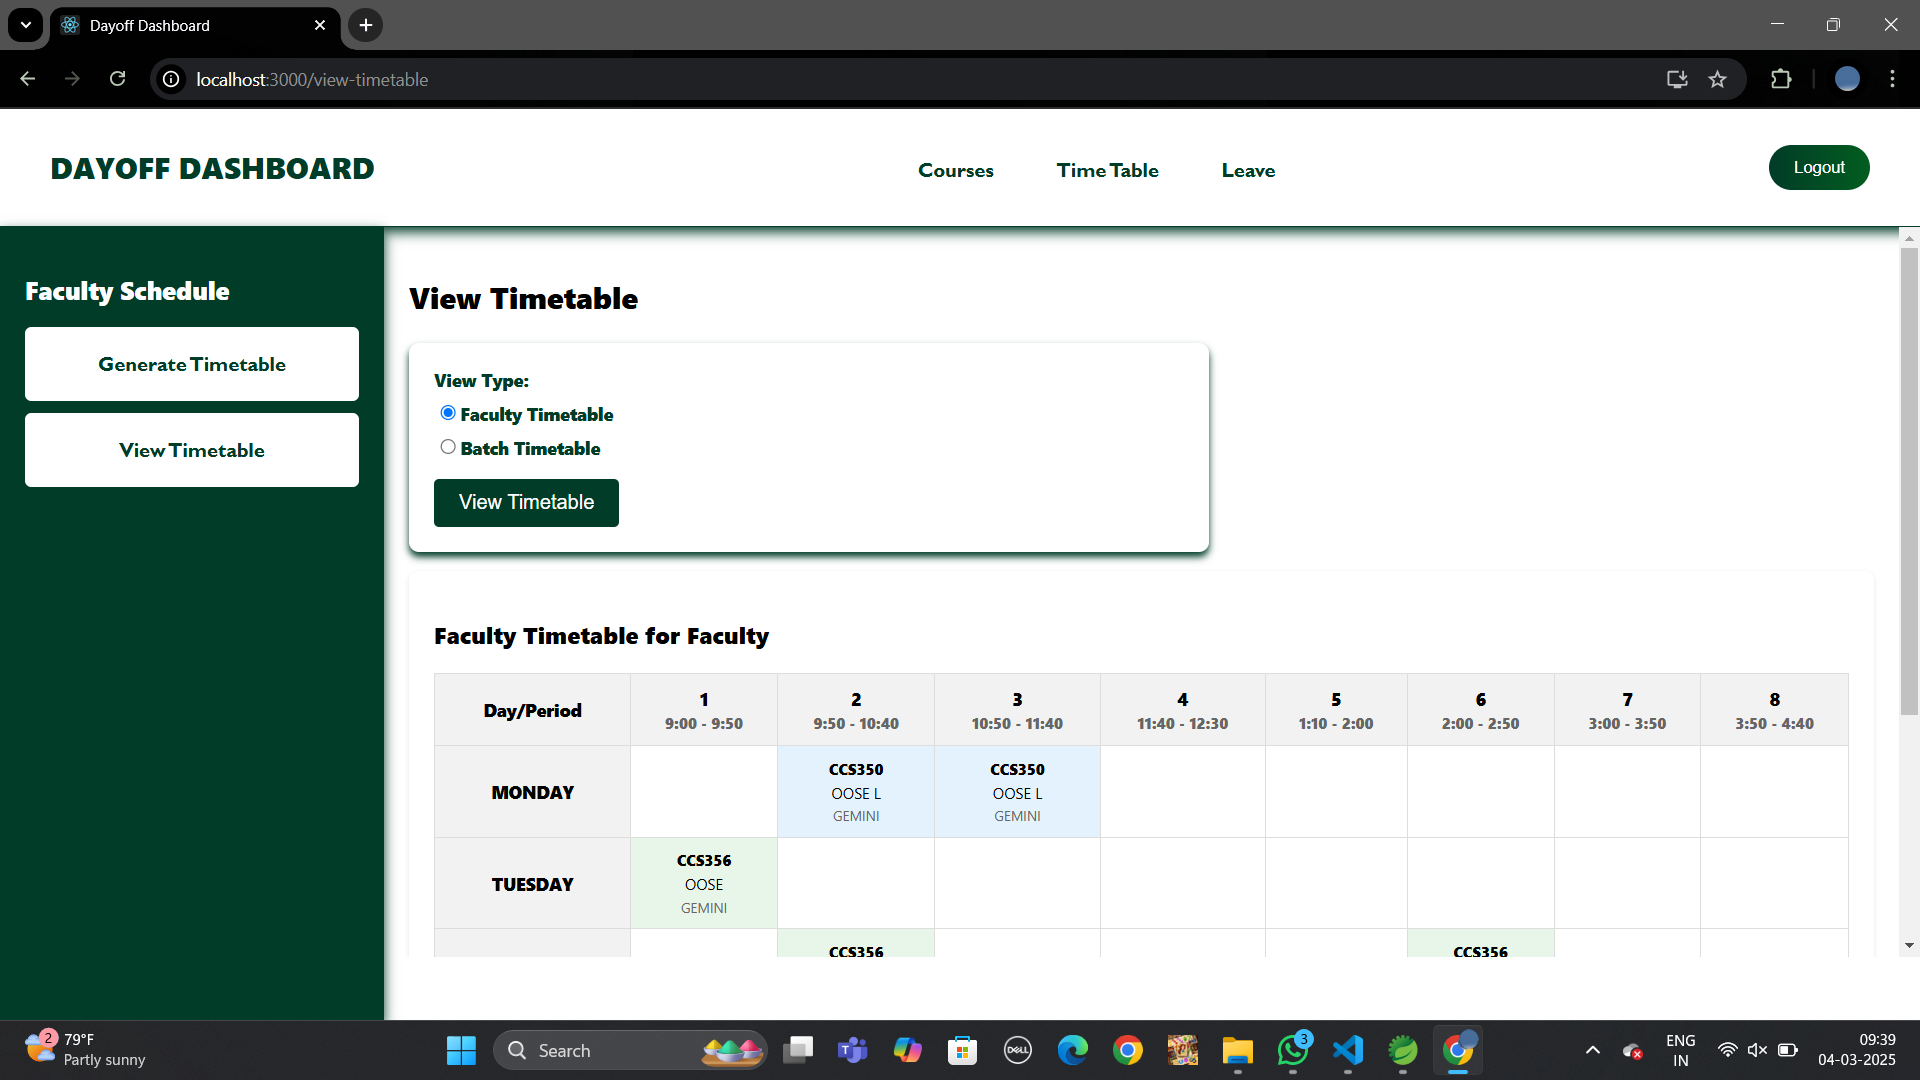 Dayoff Dashboard
localhost:3000/view-timetable
DAYOFF DASHBOARD
Courses
Time Table
Leave
Logout
Faculty Schedule
Generate Timetable
View Timetable
View Timetable
View Type:
Faculty Timetable
Batch Timetable
View Timetable
Faculty Timetable for Faculty
Day/Period
1
9:00 - 9:50
2
9:50 - 10:40
3
10:50 - 11:40
4
11:40 - 12:30
5
1:10 - 2:00
6
2:00 - 2:50
7
3:00 - 3:50
8
3:50 - 4:40
MONDAY
CCS350
OOSE L
GEMINI
CCS350
OOSE L
GEMINI
TUESDAY
CCS356
OOSE
GEMINI
CCS356
CCS356
2
79°F
Partly sunny
Search
T
DELL
3
ENG
IN
09:39
04-03-2025